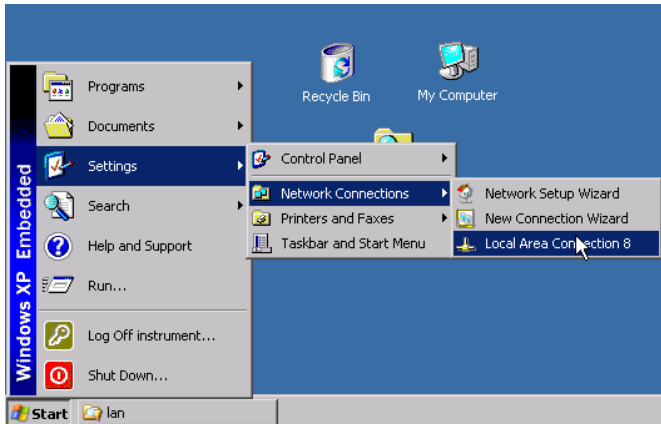 Recycle Bin
My Computer
Programs
Documents
Settings
Search
Help and Support
Run...
Log Off instrument...
Shut Down...
Windows XP Embedded
Control Panel
Network Connections
Printers and Faxes
Taskbar and Start Menu
Network Setup Wizard
New Connection Wizard
Local Area Connection 8
Start
lan